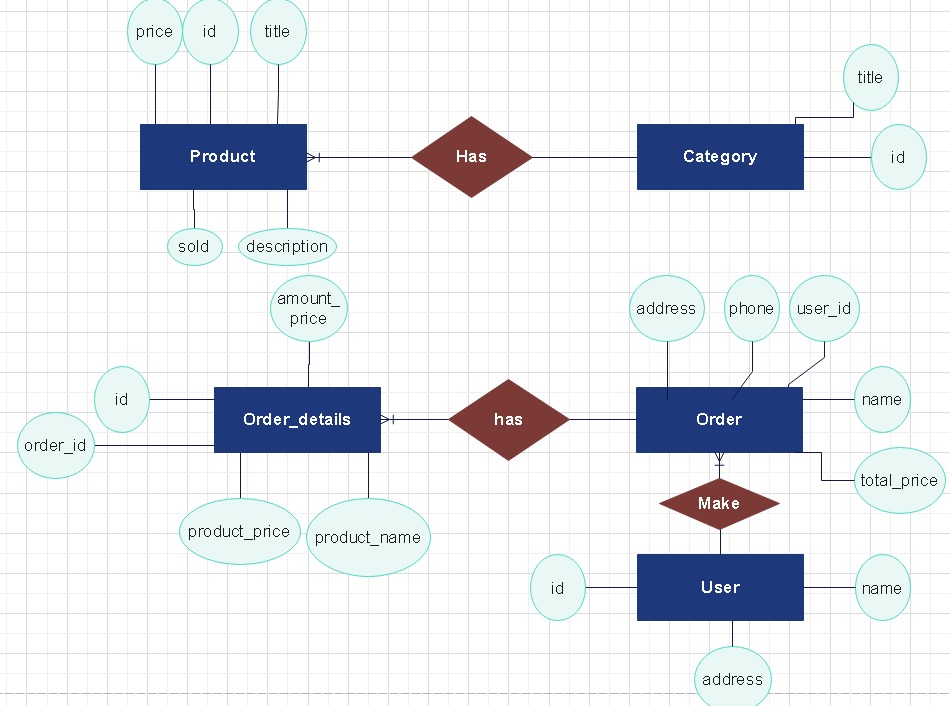 price
id
title
title
Product
Has
Category
id
sold
description
amount_
price
address
phone
user_id
id
name
Order_details
has
Order
order_id
total_price
Make
product_price
product_name
id
User
name
address